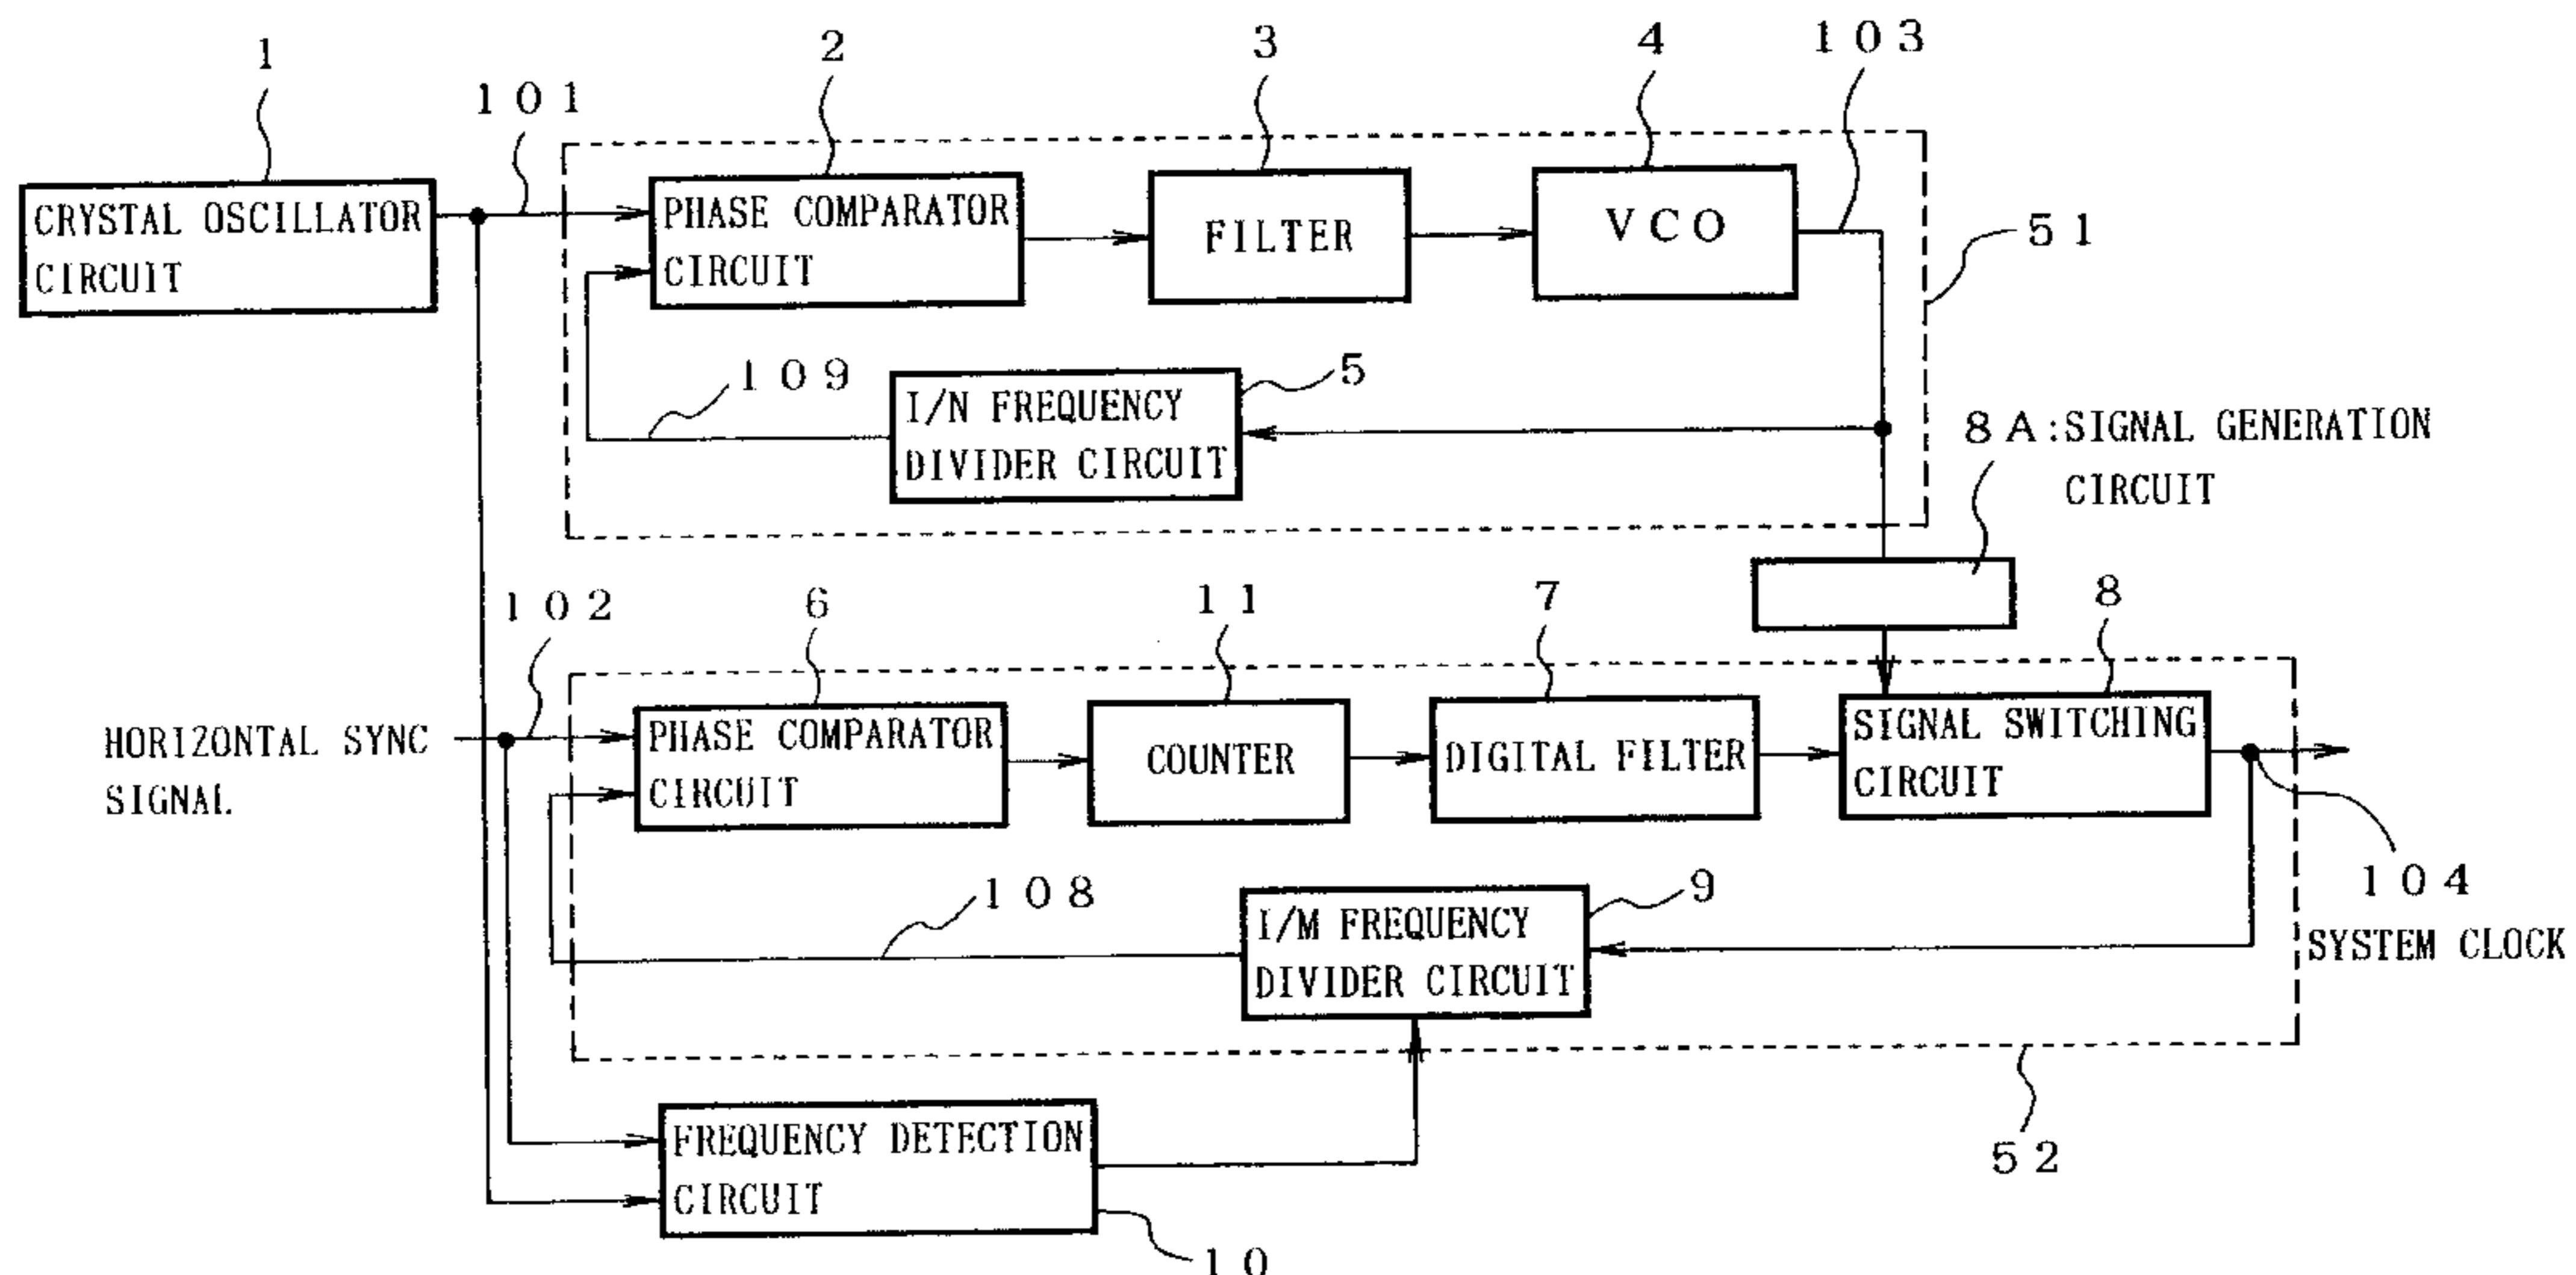 1
101
2
3
4
103
CRYSTAL OSCILLATOR
CIRCUIT
PHASE COMPARATOR
CIRCUIT
FILTER
VCO
51
109
I/N FREQUENCY
DIVIDER CIRCUIT
5
8A:SIGNAL GENERATION
CIRCUIT
102
6
11
7
8
HORIZONTAL SYNC
SIGNAL
PHASE COMPARATOR
CIRCUIT
COUNTER
DIGITAL FILTER
SIGNAL SWITCHING
CIRCUIT
104
SYSTEM CLOCK
108
I/M FREQUENCY
DIVIDER CIRCUIT
9
FREQUENCY DETECTION
CIRCUIT
52
10